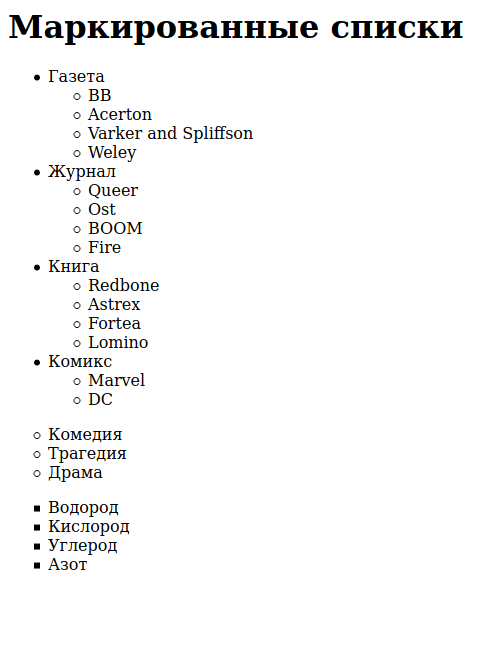 Маркированные списки
Газета
BB
Acerton
Varker and Spliffson
Weley
Журнал
Queer
Ost
BOOM
Fire
Книга
Redbone
Astrex
Fortea
Lomino
Комикс
Marvel
DC
Комедия
Трагедия
Драма
Водород
Кислород
Углерод
Азот